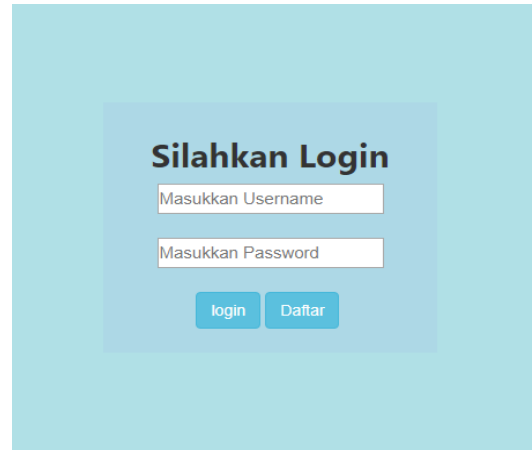 Silahkan Login
Masukkan Username
Masukkan Password
login Daftar